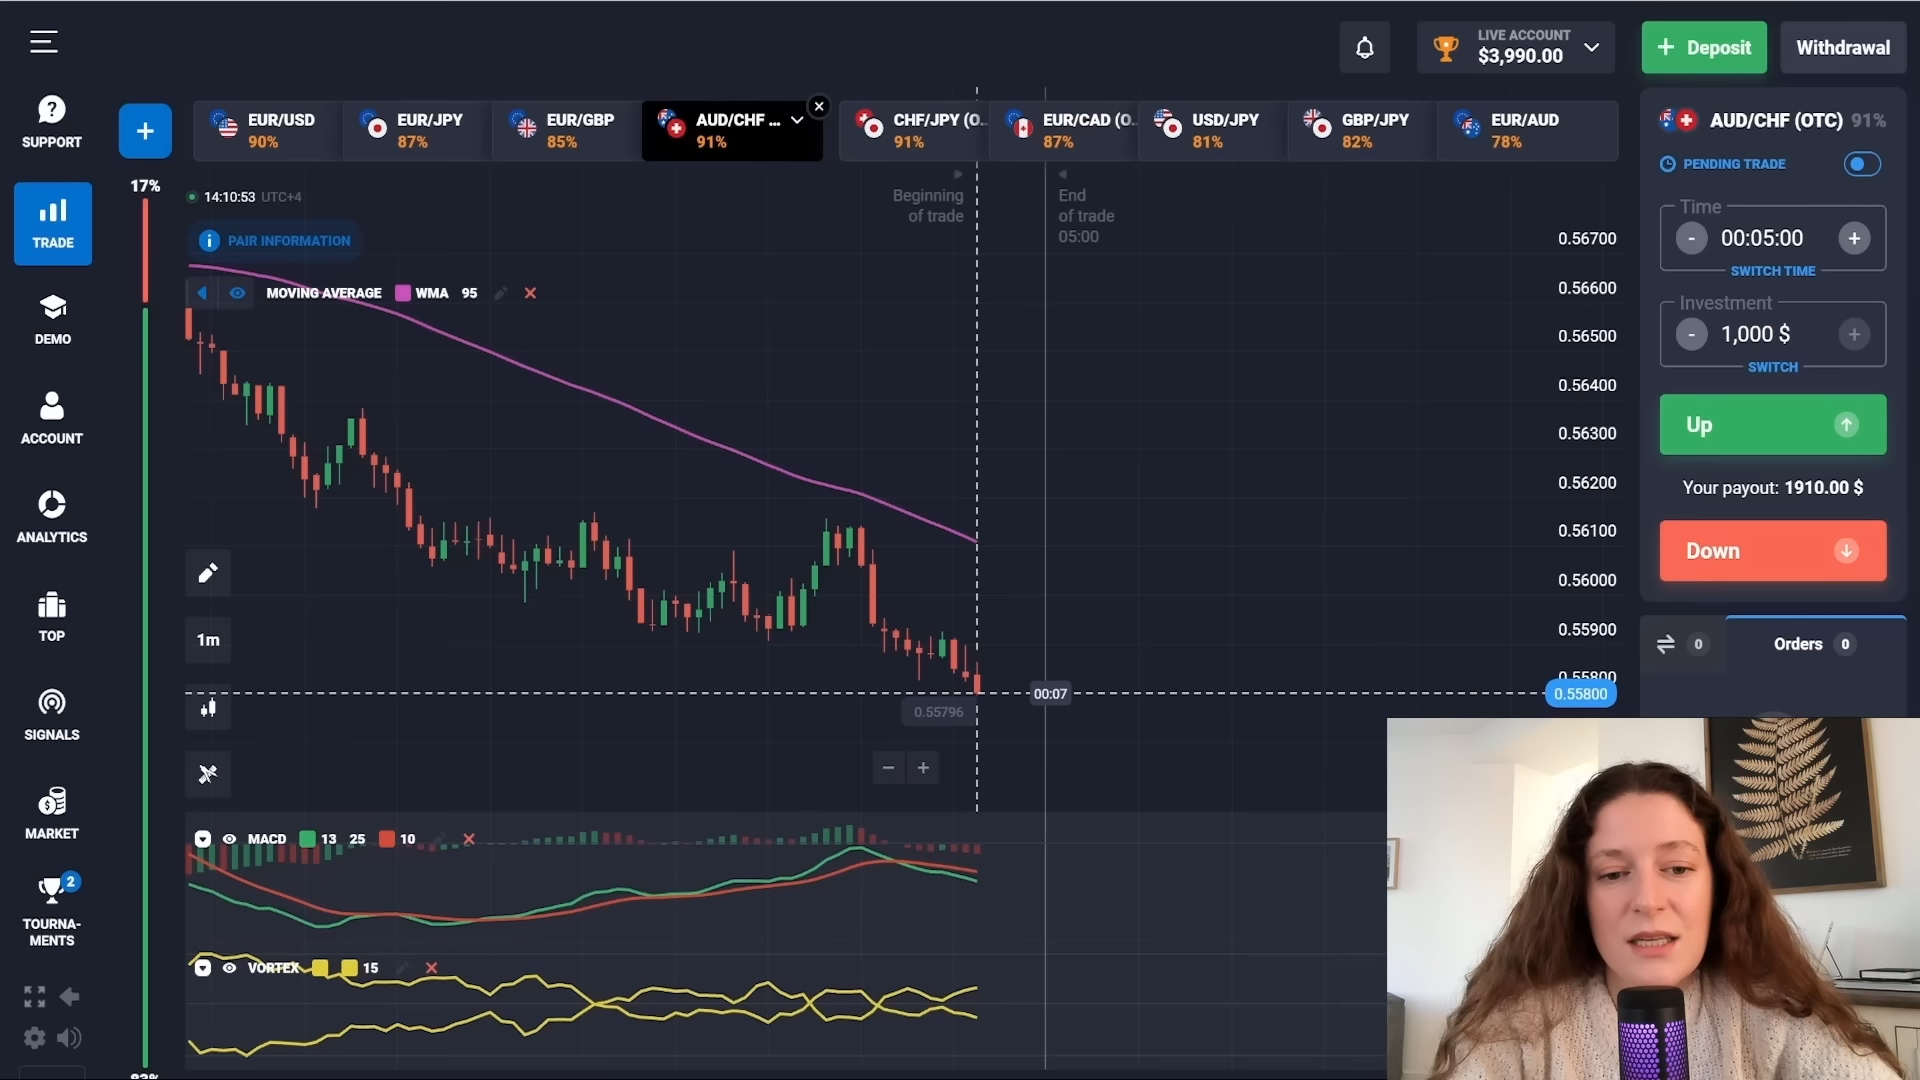 LIVE ACCOUNT
$3,990.00
+ Deposit
Withdrawal
SUPPORT
TRADE
DEMO
ACCOUNT
ANALYTICS
TOP
SIGNALS
MARKET
2
TOURNA-
MENTS
+
EUR/USD
90%
EUR/JPY
87%
EUR/GBP
85%
AUD/CHF ...
91%
CHF/JPY (O...
91%
EUR/CAD (O...
87%
USD/JPY
81%
GBP/JPY
82%
EUR/AUD
78%
17%
83%
14:10:53 UTC+4
PAIR INFORMATION
MOVING AVERAGE WMA 95
Beginning
of trade
End
of trade
05:00
0.56700
0.56600
0.56500
0.56400
0.56300
0.56200
0.56100
0.56000
0.55900
0.55800
0.55800
00:07
0.55796
1m
MACD 13 25 10
VORTEX 15
AUD/CHF (OTC) 91%
PENDING TRADE
Time
- 00:05:00 +
SWITCH TIME
Investment
- 1,000 $ +
SWITCH
Up
Your payout: 1910.00 $
Down
0
Orders 0